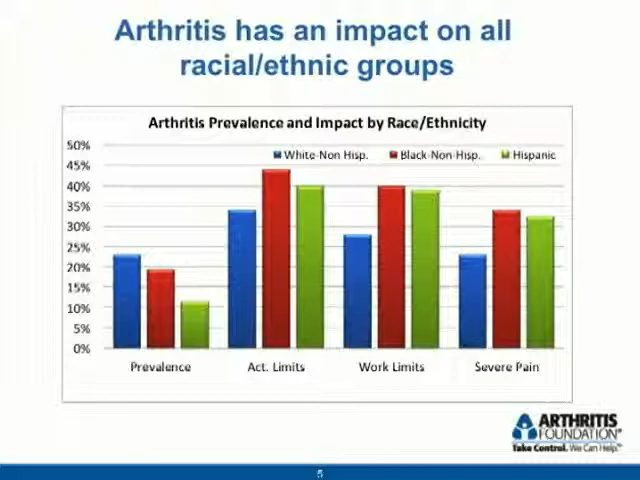 Arthritis has an impact on all
racial/ethnic groups
Arthritis Prevalence and Impact by Race/Ethnicity
50%
White-Non Hisp.
Black-Non-Hisp.
Hispanic
45%
40%
35%
30%
25%
20%
15%
10%
5%
0%
Prevalence
Act. Limits
Work Limits
Severe Pain
ARTHRITIS
FOUNDATION®
Take Control. We Can Help.™
5